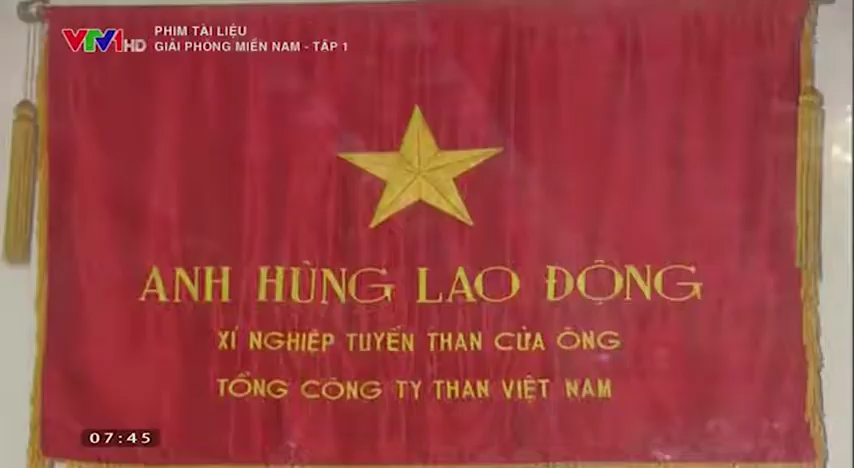 VTV1HD
PHIM TÀI LIỆU
GIẢI PHÓNG MIỀN NAM - TẬP 1
ANH HÙNG LAO ĐỘNG
XÍ NGHIỆP TUYỂN THAN CỬA ÔNG
TỔNG CÔNG TY THAN VIỆT NAM
07:45